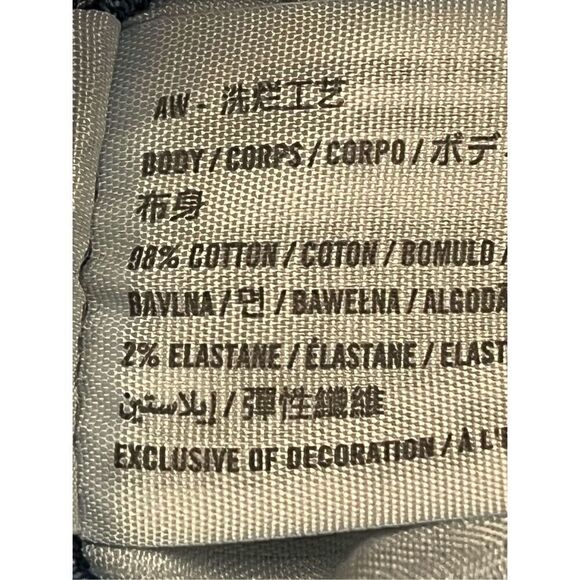 AW - 洗烂工艺
BODY / CORPS / CORPO / ボデ
布身
98% COTTON / COTON / BOMULD /
BAVLNA / 면 / BAWEŁNA / ALGODÃ
2% ELASTANE / ÉLASTANE / ELAST
إيلاستين / 彈性纖維
EXCLUSIVE OF DECORATION / À L'